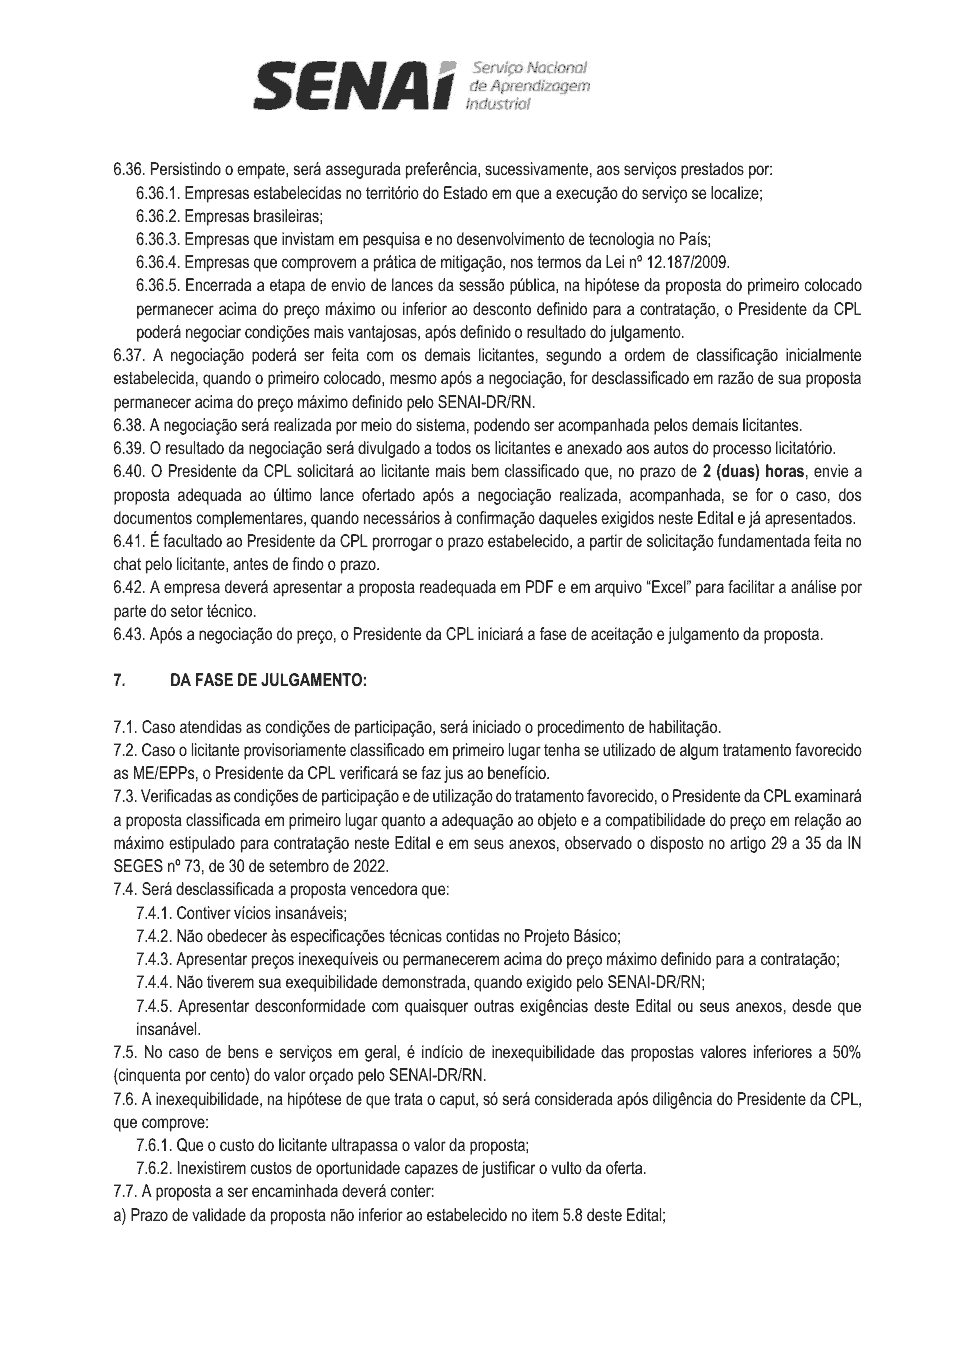 SENAI
Serviço Nacional
de Aprendizagem
Industrial
6.36. Persistindo o empate, será assegurada preferência, sucessivamente, aos serviços prestados por:
6.36.1. Empresas estabelecidas no território do Estado em que a execução do serviço se localize;
6.36.2. Empresas brasileiras;
6.36.3. Empresas que invistam em pesquisa e no desenvolvimento de tecnologia no País;
6.36.4. Empresas que comprovem a prática de mitigação, nos termos da Lei nº 12.187/2009.
6.36.5. Encerrada a etapa de envio de lances da sessão pública, na hipótese da proposta do primeiro colocado
permanecer acima do preço máximo ou inferior ao desconto definido para a contratação, o Presidente da CPL
poderá negociar condições mais vantajosas, após definido o resultado do julgamento.
6.37. A negociação poderá ser feita com os demais licitantes, segundo a ordem de classificação inicialmente
estabelecida, quando o primeiro colocado, mesmo após a negociação, for desclassificado em razão de sua proposta
permanecer acima do preço máximo definido pelo SENAI-DR/RN.
6.38. A negociação será realizada por meio do sistema, podendo ser acompanhada pelos demais licitantes.
6.39. O resultado da negociação será divulgado a todos os licitantes e anexado aos autos do processo licitatório.
6.40. O Presidente da CPL solicitará ao licitante mais bem classificado que, no prazo de 2 (duas) horas, envie a
proposta adequada ao último lance ofertado após a negociação realizada, acompanhada, se for o caso, dos
documentos complementares, quando necessários à confirmação daqueles exigidos neste Edital e já apresentados.
6.41. É facultado ao Presidente da CPL prorrogar o prazo estabelecido, a partir de solicitação fundamentada feita no
chat pelo licitante, antes de findo o prazo.
6.42. A empresa deverá apresentar a proposta readequada em PDF e em arquivo “Excel” para facilitar a análise por
parte do setor técnico.
6.43. Após a negociação do preço, o Presidente da CPL iniciará a fase de aceitação e julgamento da proposta.
7. DA FASE DE JULGAMENTO:
7.1. Caso atendidas as condições de participação, será iniciado o procedimento de habilitação.
7.2. Caso o licitante provisoriamente classificado em primeiro lugar tenha se utilizado de algum tratamento favorecido
as ME/EPPs, o Presidente da CPL verificará se faz jus ao benefício.
7.3. Verificadas as condições de participação e de utilização do tratamento favorecido, o Presidente da CPL examinará
a proposta classificada em primeiro lugar quanto a adequação ao objeto e a compatibilidade do preço em relação ao
máximo estipulado para contratação neste Edital e em seus anexos, observado o disposto no artigo 29 a 35 da IN
SEGES nº 73, de 30 de setembro de 2022.
7.4. Será desclassificada a proposta vencedora que:
7.4.1. Contiver vícios insanáveis;
7.4.2. Não obedecer às especificações técnicas contidas no Projeto Básico;
7.4.3. Apresentar preços inexequíveis ou permanecerem acima do preço máximo definido para a contratação;
7.4.4. Não tiverem sua exequibilidade demonstrada, quando exigido pelo SENAI-DR/RN;
7.4.5. Apresentar desconformidade com quaisquer outras exigências deste Edital ou seus anexos, desde que
insanável.
7.5. No caso de bens e serviços em geral, é indício de inexequibilidade das propostas valores inferiores a 50%
(cinquenta por cento) do valor orçado pelo SENAI-DR/RN.
7.6. A inexequibilidade, na hipótese de que trata o caput, só será considerada após diligência do Presidente da CPL,
que comprove:
7.6.1. Que o custo do licitante ultrapassa o valor da proposta;
7.6.2. Inexistirem custos de oportunidade capazes de justificar o vulto da oferta.
7.7. A proposta a ser encaminhada deverá conter:
a) Prazo de validade da proposta não inferior ao estabelecido no item 5.8 deste Edital;